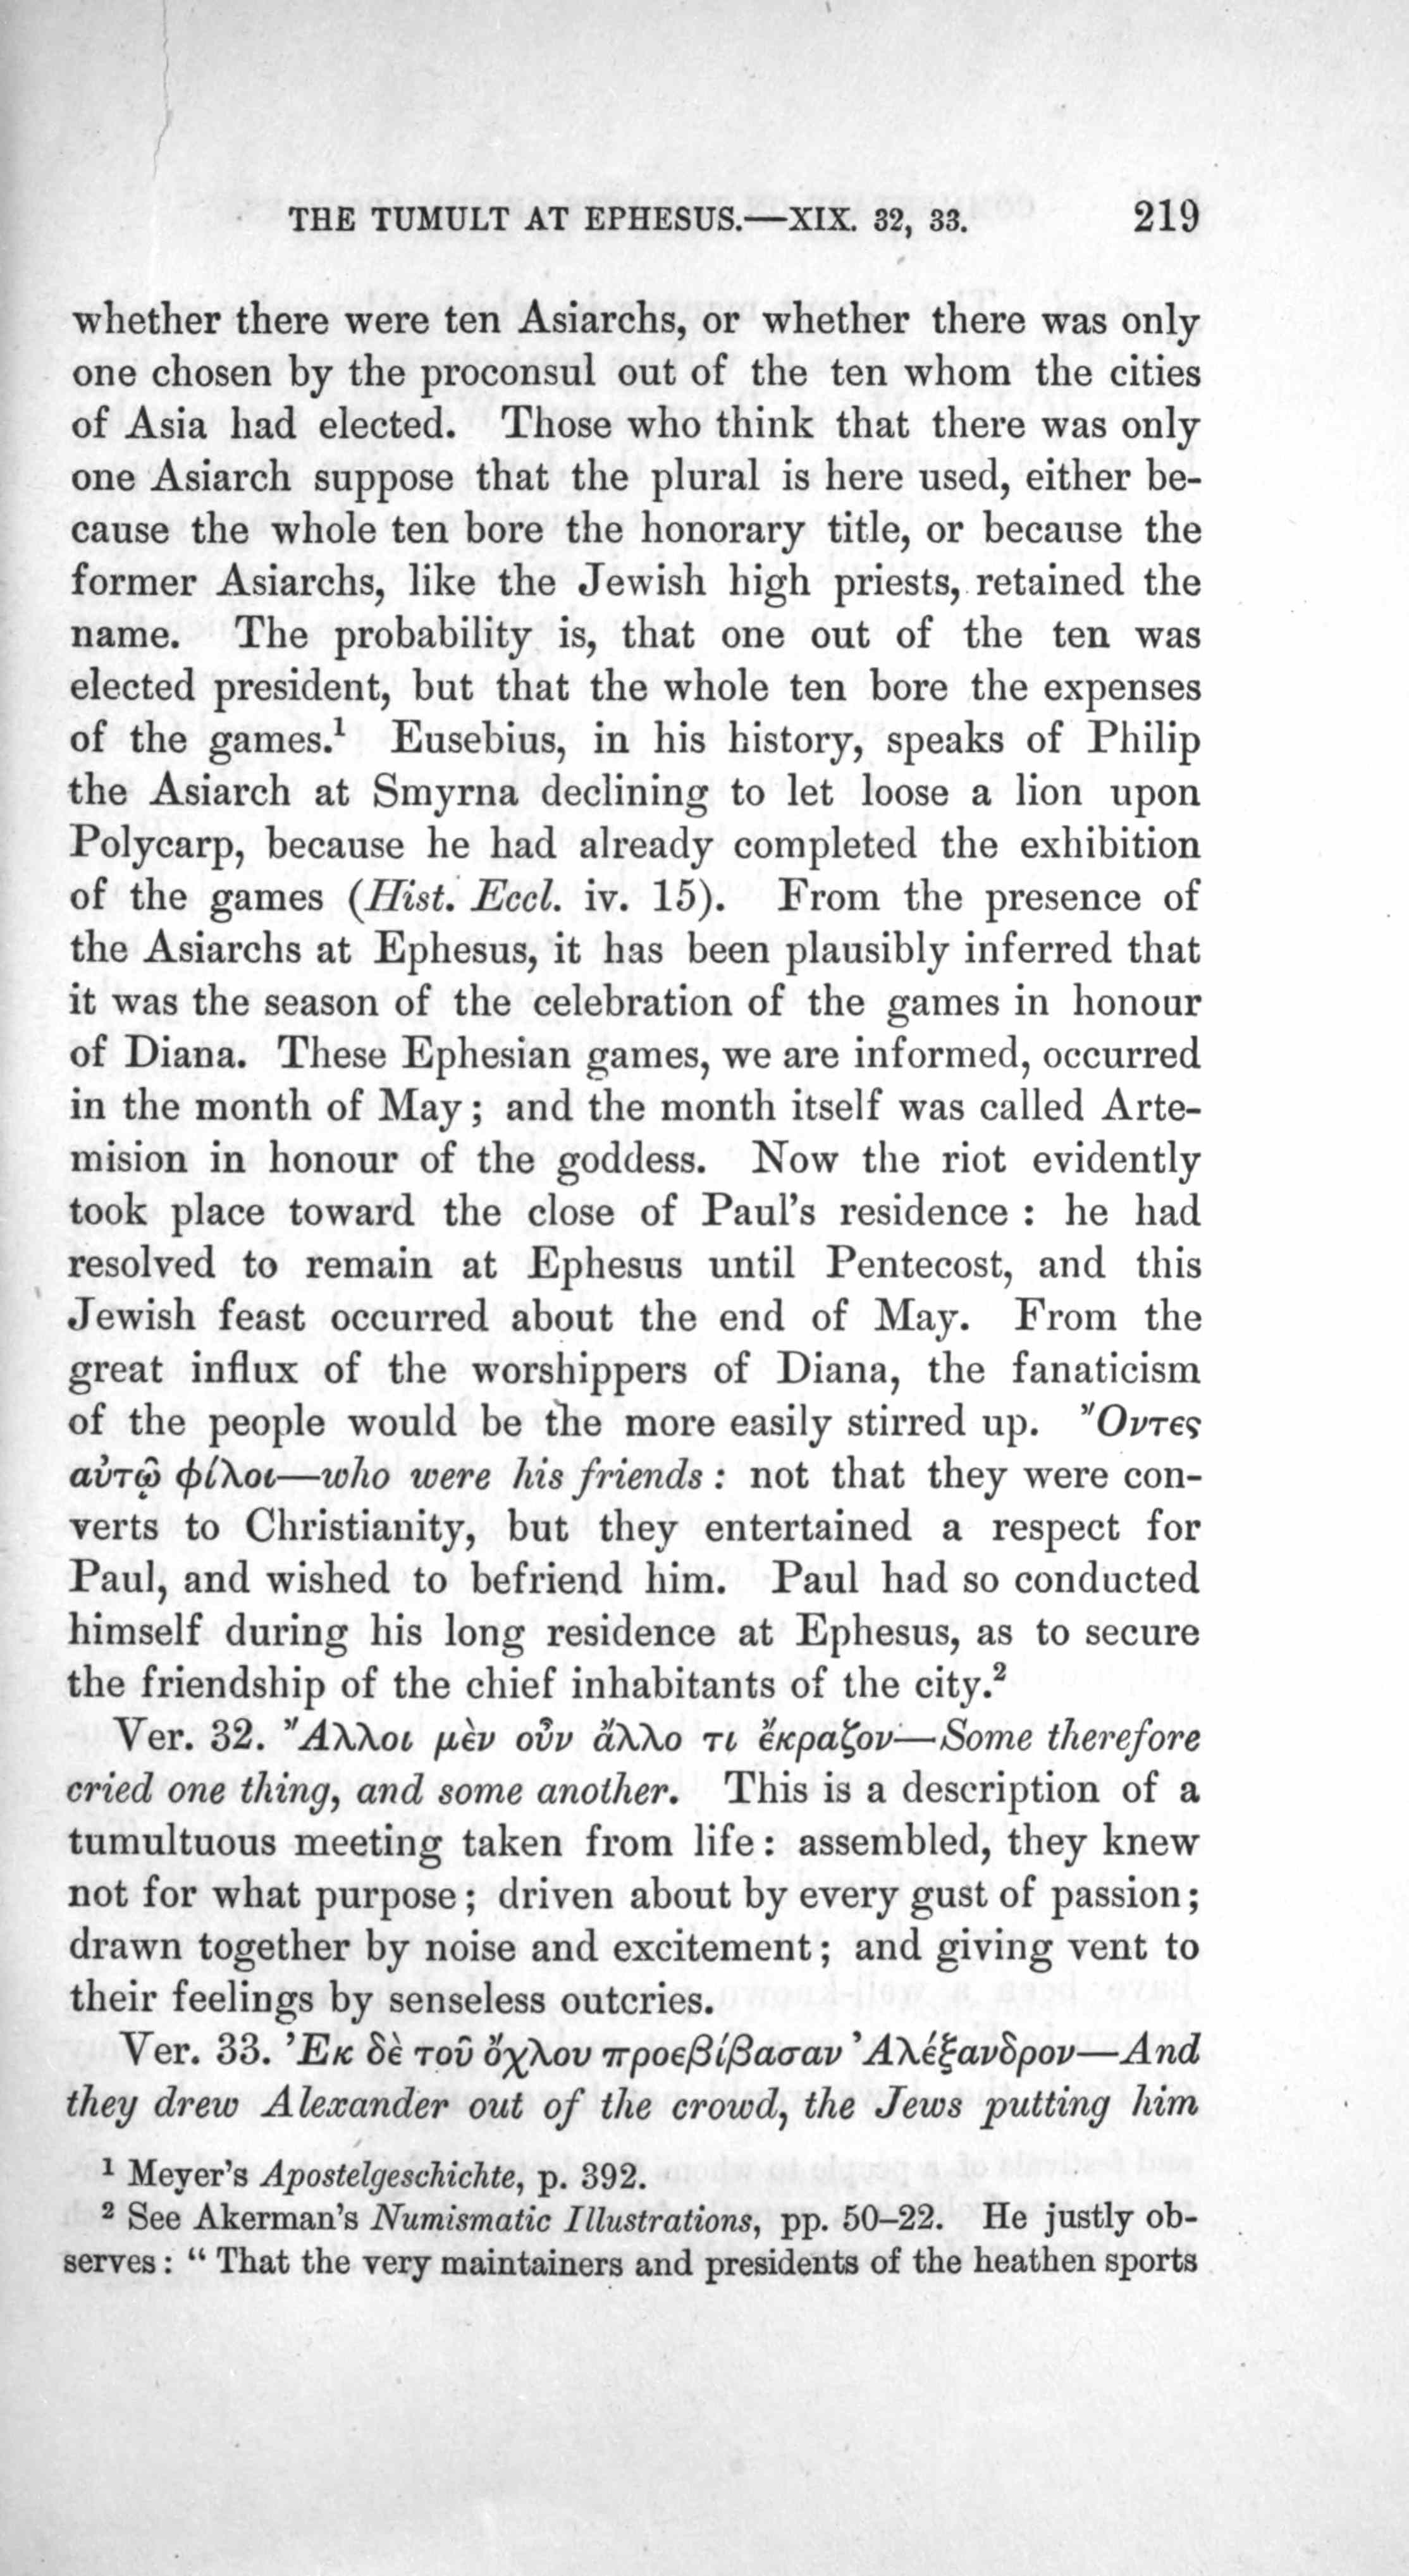 THE TUMULT AT EPHESUS.—XIX. 32, 33. 219
whether there were ten Asiarchs, or whether there was only
one chosen by the proconsul out of the ten whom the cities
of Asia had elected. Those who think that there was only
one Asiarch suppose that the plural is here used, either be-
cause the whole ten bore the honorary title, or because the
former Asiarchs, like the Jewish high priests, retained the
name. The probability is, that one out of the ten was
elected president, but that the whole ten bore the expenses
of the games.¹ Eusebius, in his history, speaks of Philip
the Asiarch at Smyrna declining to let loose a lion upon
Polycarp, because he had already completed the exhibition
of the games (Hist. Eccl. iv. 15). From the presence of
the Asiarchs at Ephesus, it has been plausibly inferred that
it was the season of the celebration of the games in honour
of Diana. These Ephesian games, we are informed, occurred
in the month of May; and the month itself was called Arte-
mision in honour of the goddess. Now the riot evidently
took place toward the close of Paul's residence: he had
resolved to remain at Ephesus until Pentecost, and this
Jewish feast occurred about the end of May. From the
great influx of the worshippers of Diana, the fanaticism
of the people would be the more easily stirred up. Ὄντες
αὐτῷ φίλοι—who were his friends: not that they were con-
verts to Christianity, but they entertained a respect for
Paul, and wished to befriend him. Paul had so conducted
himself during his long residence at Ephesus, as to secure
the friendship of the chief inhabitants of the city.²
Ver. 32. Ἄλλοι μὲν οὖν ἄλλο τι ἔκραζον—Some therefore
cried one thing, and some another. This is a description of a
tumultuous meeting taken from life: assembled, they knew
not for what purpose; driven about by every gust of passion;
drawn together by noise and excitement; and giving vent to
their feelings by senseless outcries.
Ver. 33. Ἐκ δὲ τοῦ ὄχλου προεβίβασαν Ἀλέξανδρον—And
they drew Alexander out of the crowd, the Jews putting him
¹ Meyer's Apostelgeschichte, p. 392.
² See Akerman's Numismatic Illustrations, pp. 50–22. He justly ob-
serves: “That the very maintainers and presidents of the heathen sports